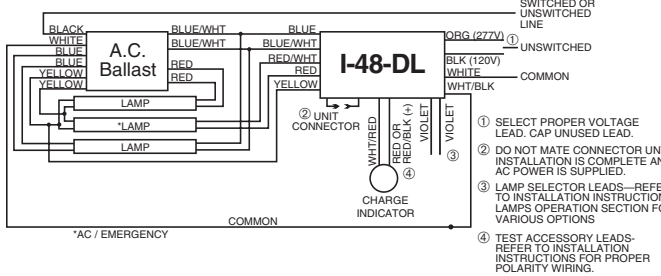 SWITCHED OR
UNSWITCHED
LINE
BLACK
WHITE
BLUE
BLUE
YELLOW
YELLOW
A.C.
Ballast
BLUE/WHT
BLUE/WHT
RED
RED
BLUE
BLUE/WHT
RED/WHT
RED
YELLOW
I-48-DL
ORG (277V)
①
UNSWITCHED
BLK (120V)
WHITE
COMMON
WHT/BLK
LAMP
*LAMP
LAMP
② UNIT
CONNECTOR
WHT/RED
RED OR
RED/BLK (+)
④
VIOLET
VIOLET
③
CHARGE
INDICATOR
COMMON
*AC / EMERGENCY
① SELECT PROPER VOLTAGE
LEAD. CAP UNUSED LEAD.
② DO NOT MATE CONNECTOR UN
INSTALLATION IS COMPLETE AN
AC POWER IS SUPPLIED.
③ LAMP SELECTOR LEADS—REFE
TO INSTALLATION INSTRUCTION
LAMPS OPERATION SECTION FO
VARIOUS OPTIONS
④ TEST ACCESSORY LEADS-
REFER TO INSTALLATION
INSTRUCTIONS FOR PROPER
POLARITY WIRING.